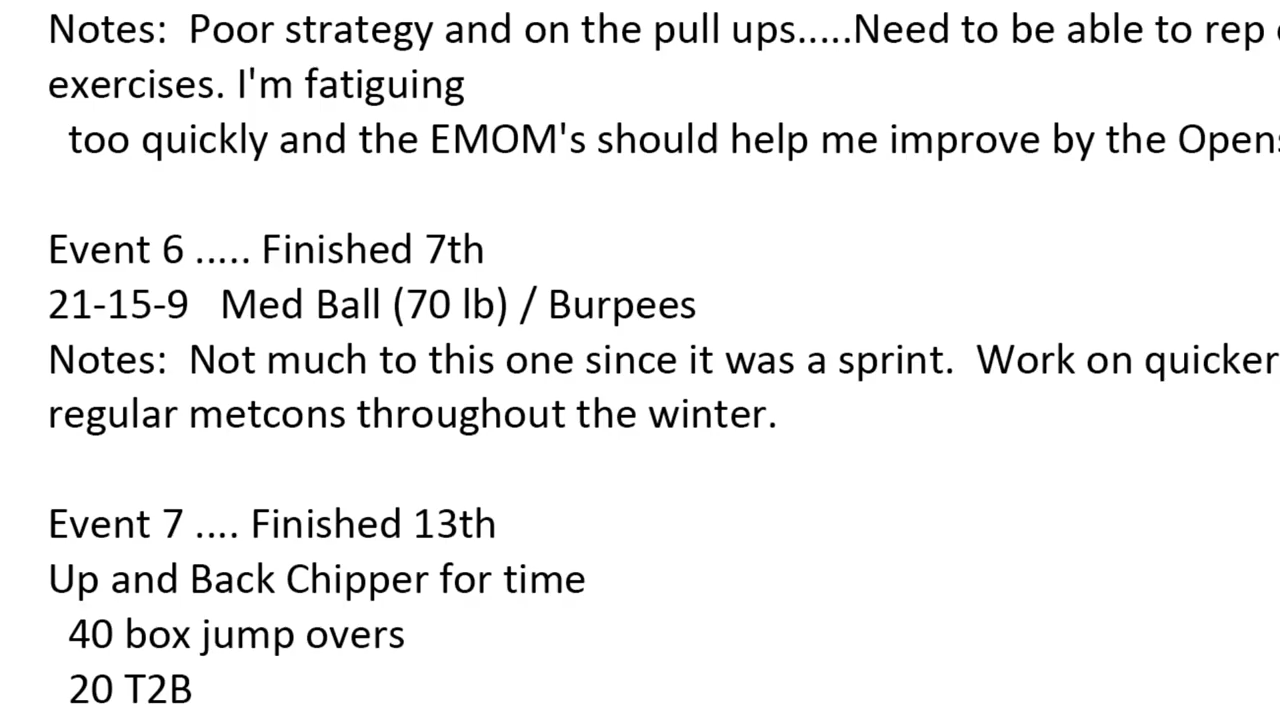 Notes:  Poor strategy and on the pull ups.....Need to be able to rep
exercises. I'm fatiguing
too quickly and the EMOM's should help me improve by the Opens
Event 6 ..... Finished 7th
21-15-9   Med Ball (70 lb) / Burpees
Notes:  Not much to this one since it was a sprint.  Work on quicker
regular metcons throughout the winter.
Event 7 .... Finished 13th
Up and Back Chipper for time
40 box jump overs
20 T2B